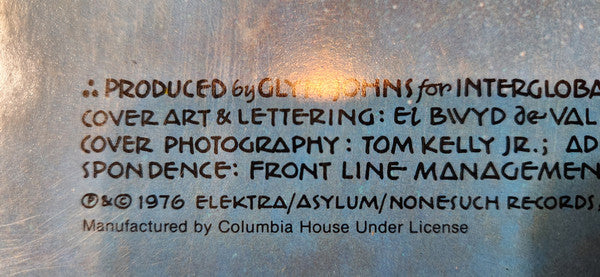 ∴ PRODUCED by GLYN JOHNS for INTERGLOBA
COVER ART & LETTERING: El BWYD de VAL
COVER PHOTOGRAPHY: TOM KELLY JR.; AD
SPONDENCE: FRONT LINE MANAGEMEN
℗&© 1976 ELEKTRA/ASYLUM/NONESUCH RECORDS,
Manufactured by Columbia House Under License